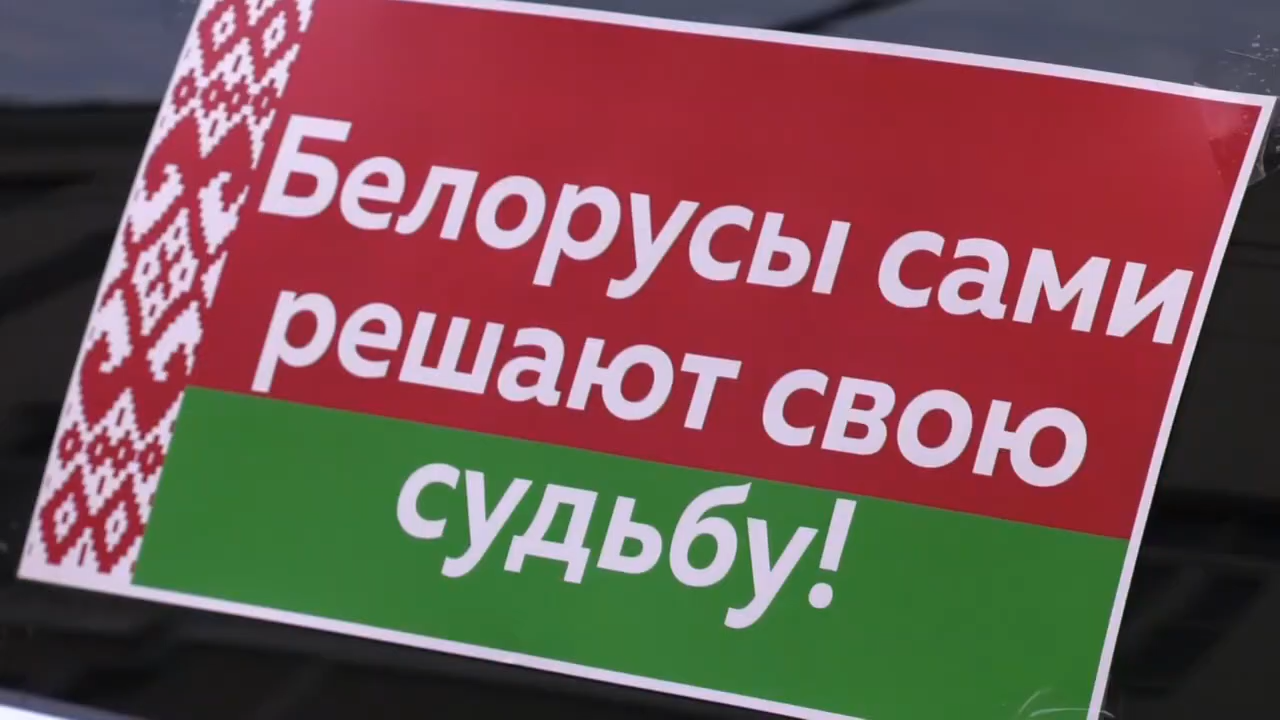 Белорусы сами
решают свою
судьбу!